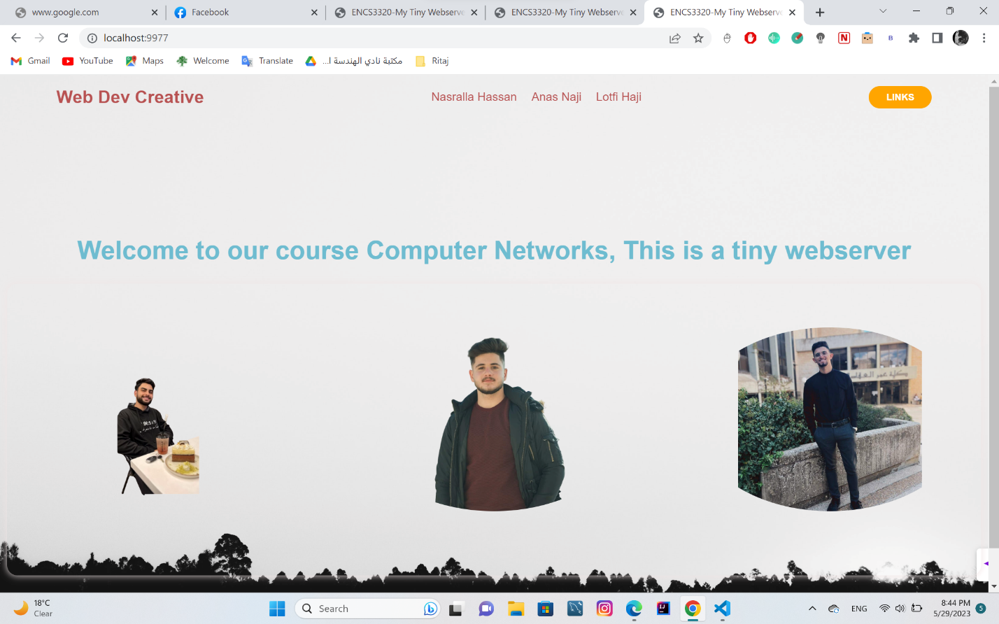 www.google.com
Facebook
ENCS3320-My Tiny Webserve
ENCS3320-My Tiny Webserve
ENCS3320-My Tiny Webserve
localhost:9977
Gmail
YouTube
Maps
Welcome
Translate
مكتبة نادي الهندسة ا...
Ritaj
Web Dev Creative
Nasralla Hassan
Anas Naji
Lotfi Haji
LINKS
Welcome to our course Computer Networks, This is a tiny webserver
18°C
Clear
Search
ENG
8:44 PM
5/29/2023
5